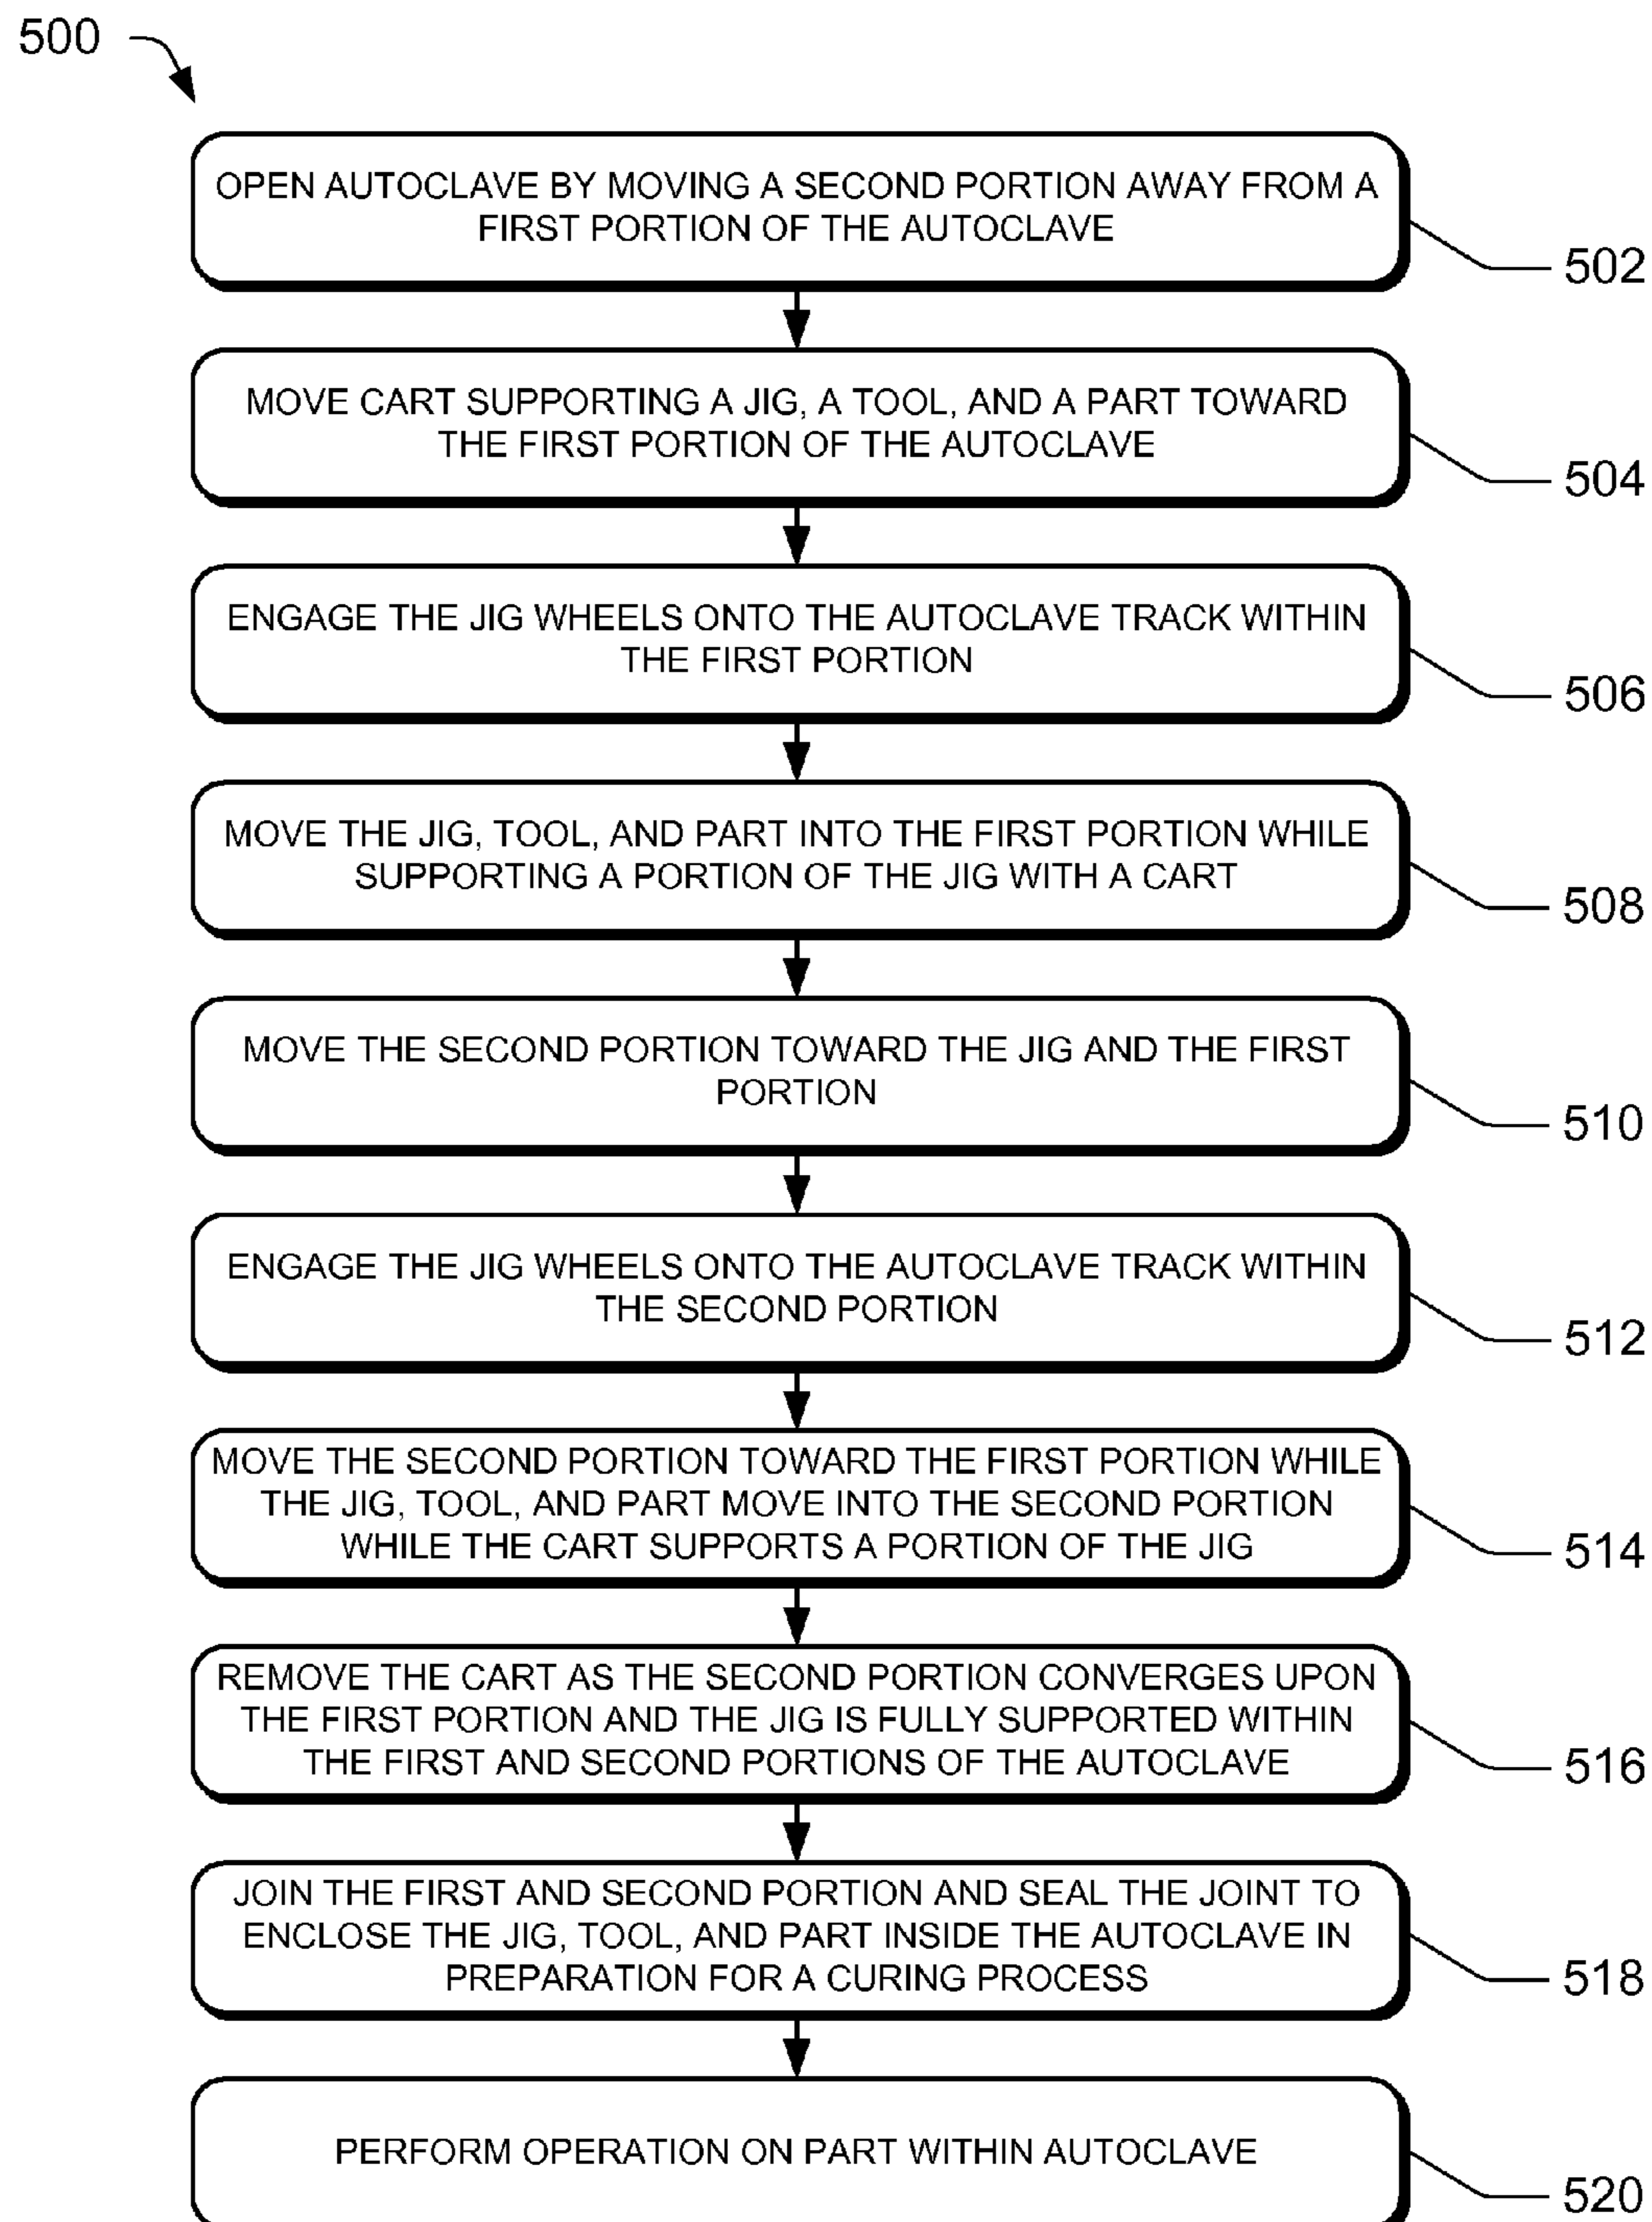 500
OPEN AUTOCLAVE BY MOVING A SECOND PORTION AWAY FROM A
FIRST PORTION OF THE AUTOCLAVE
502
MOVE CART SUPPORTING A JIG, A TOOL, AND A PART TOWARD
THE FIRST PORTION OF THE AUTOCLAVE
504
ENGAGE THE JIG WHEELS ONTO THE AUTOCLAVE TRACK WITHIN
THE FIRST PORTION
506
MOVE THE JIG, TOOL, AND PART INTO THE FIRST PORTION WHILE
SUPPORTING A PORTION OF THE JIG WITH A CART
508
MOVE THE SECOND PORTION TOWARD THE JIG AND THE FIRST
PORTION
510
ENGAGE THE JIG WHEELS ONTO THE AUTOCLAVE TRACK WITHIN
THE SECOND PORTION
512
MOVE THE SECOND PORTION TOWARD THE FIRST PORTION WHILE
THE JIG, TOOL, AND PART MOVE INTO THE SECOND PORTION
WHILE THE CART SUPPORTS A PORTION OF THE JIG
514
REMOVE THE CART AS THE SECOND PORTION CONVERGES UPON
THE FIRST PORTION AND THE JIG IS FULLY SUPPORTED WITHIN
THE FIRST AND SECOND PORTIONS OF THE AUTOCLAVE
516
JOIN THE FIRST AND SECOND PORTION AND SEAL THE JOINT TO
ENCLOSE THE JIG, TOOL, AND PART INSIDE THE AUTOCLAVE IN
PREPARATION FOR A CURING PROCESS
518
PERFORM OPERATION ON PART WITHIN AUTOCLAVE
520